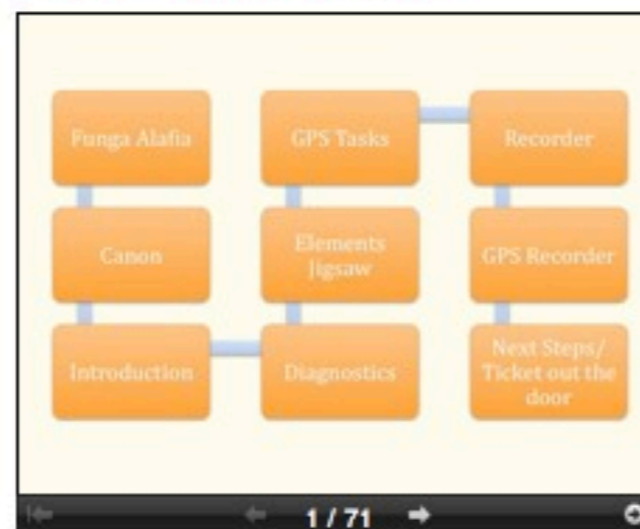 Funga Alafia
Canon
Introduction
Diagnostics
Elements
Jigsaw
GPS Tasks
Recorder
GPS Recorder
Next Steps/
Ticket out the
door
1 / 71